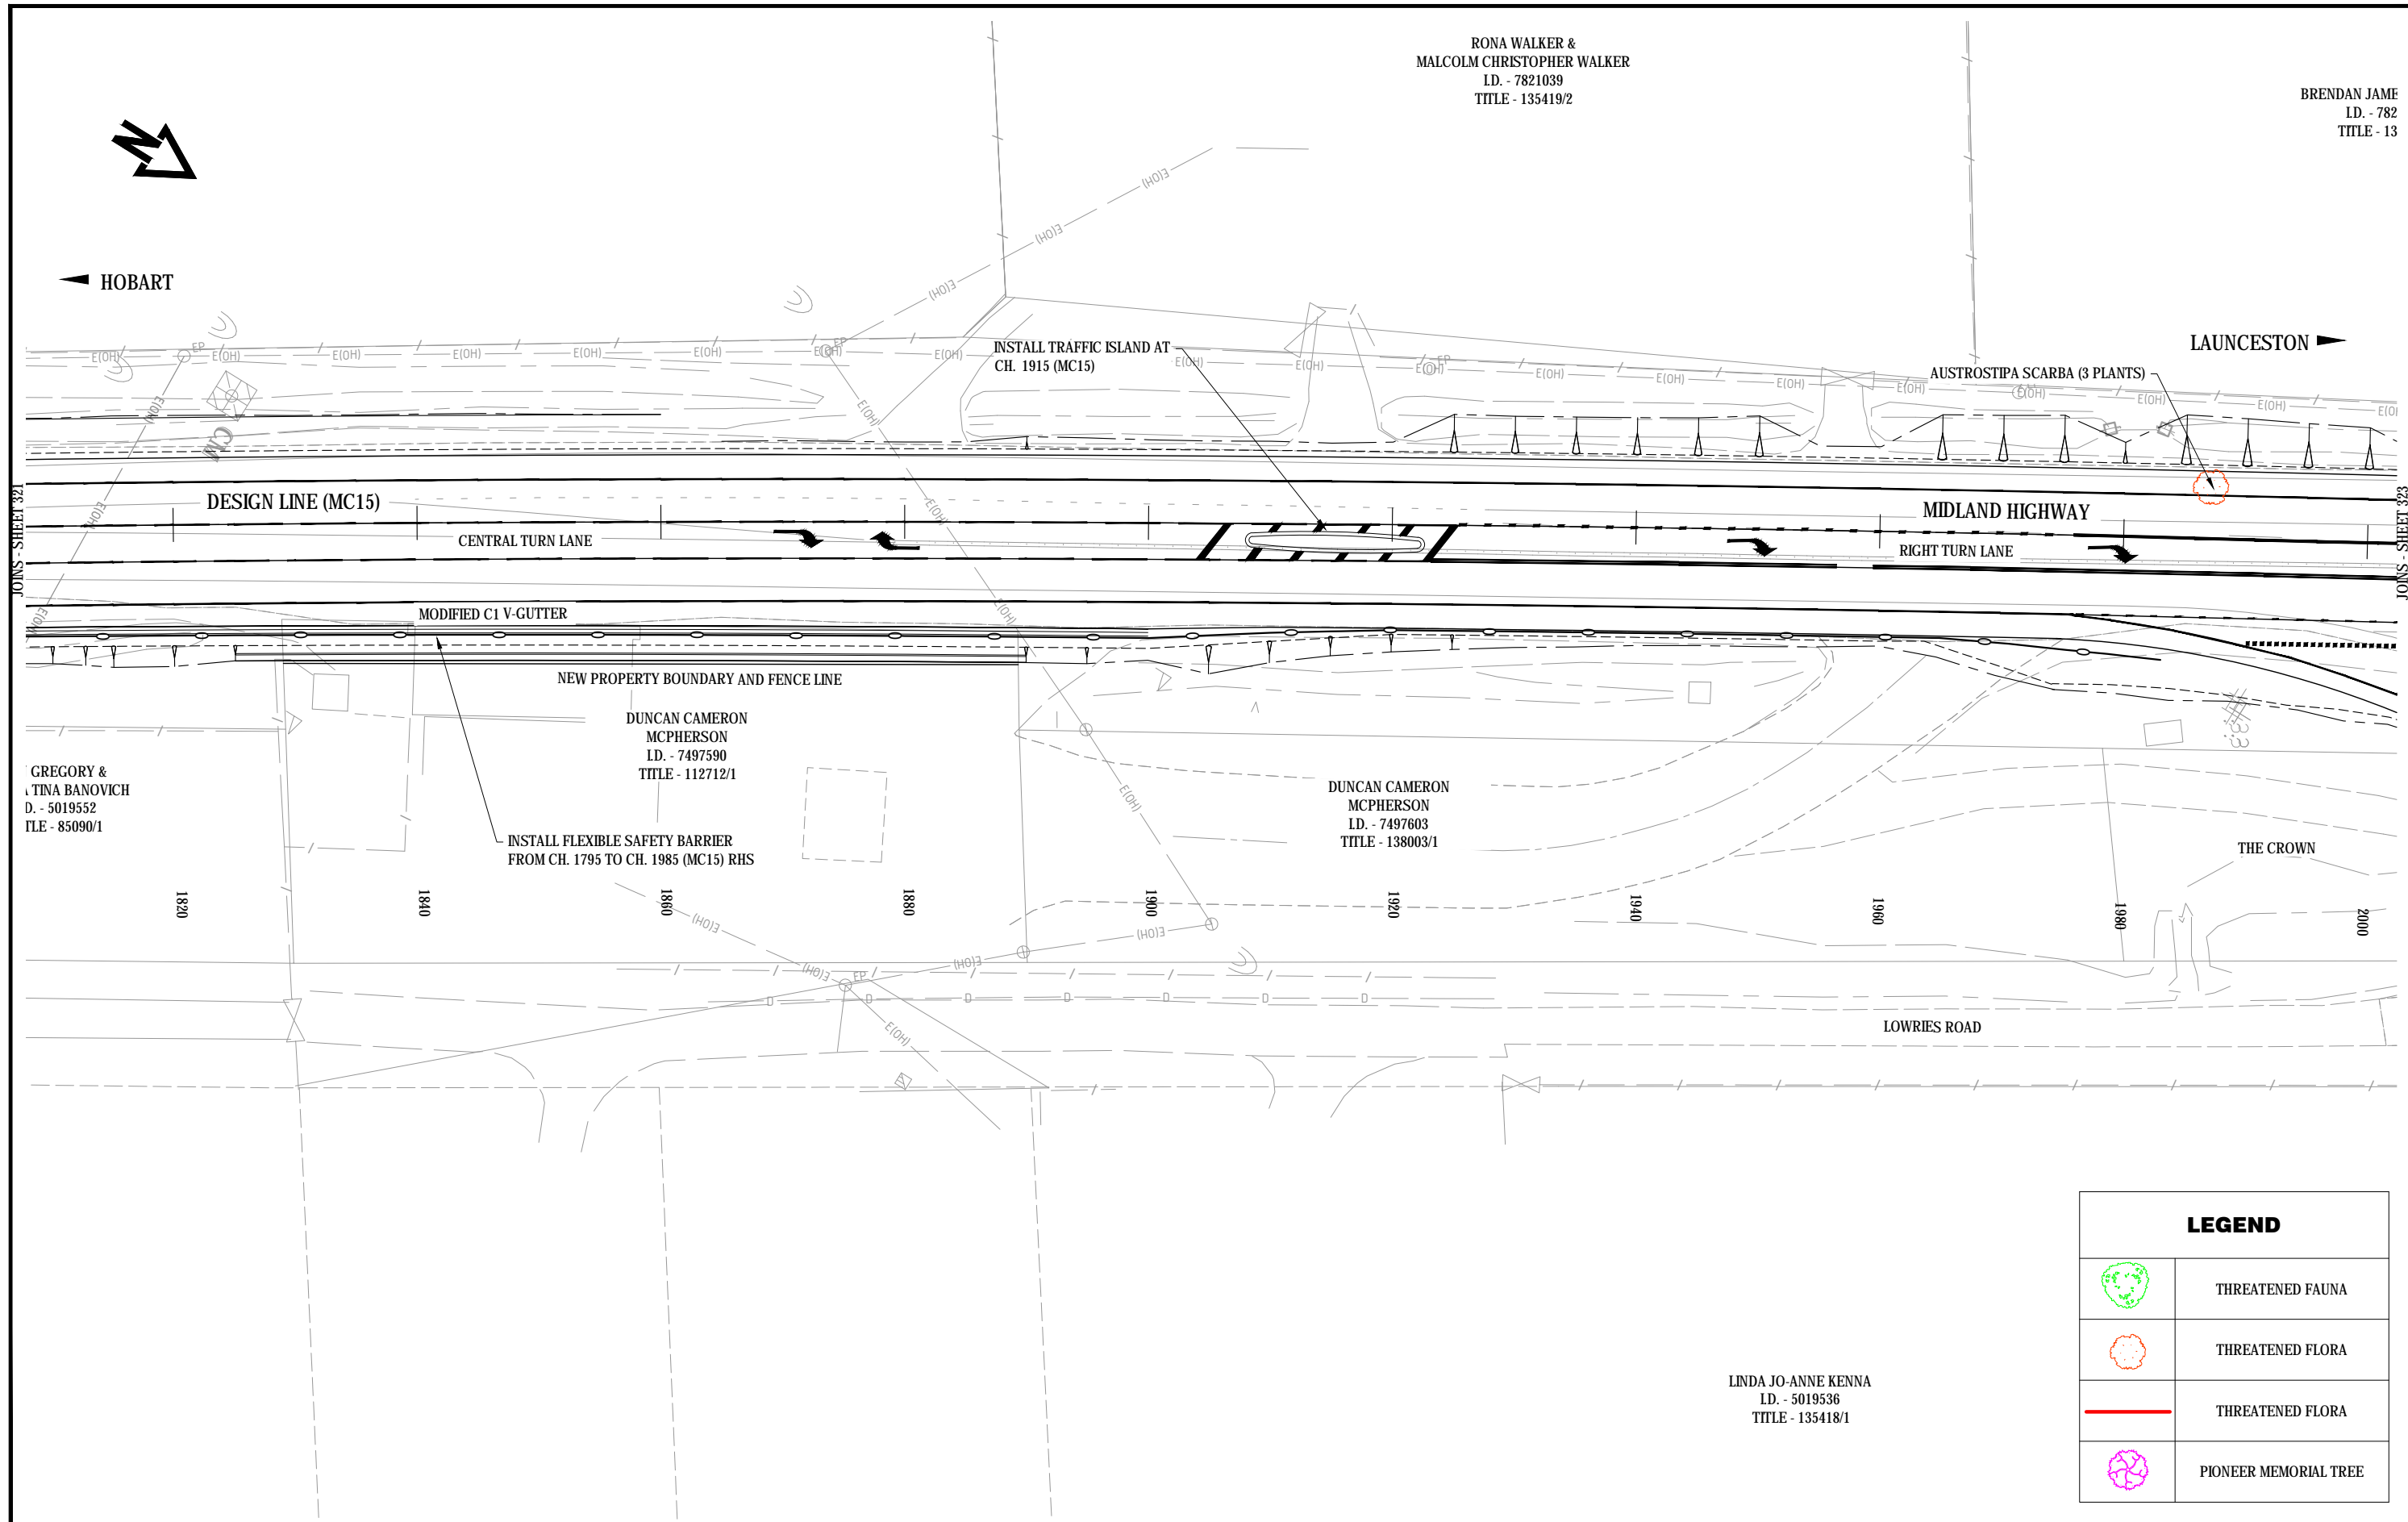 RONA WALKER &
MALCOLM CHRISTOPHER WALKER
I.D. - 7821039
TITLE - 135419/2
BRENDAN JAME
I.D. - 782
TITLE - 13
N
HOBART
LAUNCESTON
INSTALL TRAFFIC ISLAND AT
CH. 1915 (MC15)
AUSTROSTIPA SCARBA (3 PLANTS)
E(OH)
EP
JOINS - SHEET 321
DESIGN LINE (MC15)
MIDLAND HIGHWAY
JOINS - SHEET 323
CENTRAL TURN LANE
RIGHT TURN LANE
MODIFIED C1 V-GUTTER
NEW PROPERTY BOUNDARY AND FENCE LINE
DUNCAN CAMERON
MCPHERSON
I.D. - 7497590
TITLE - 112712/1
GREGORY &
TINA BANOVICH
D. - 5019552
TLE - 85090/1
DUNCAN CAMERON
MCPHERSON
I.D. - 7497603
TITLE - 138003/1
INSTALL FLEXIBLE SAFETY BARRIER
FROM CH. 1795 TO CH. 1985 (MC15) RHS
THE CROWN
1820
1840
1860
1880
1900
1920
1940
1960
1980
2000
EP
D D D D D D D
LOWRIES ROAD
LINDA JO-ANNE KENNA
I.D. - 5019536
TITLE - 135418/1
LEGEND
THREATENED FAUNA
THREATENED FLORA
THREATENED FLORA
PIONEER MEMORIAL TREE